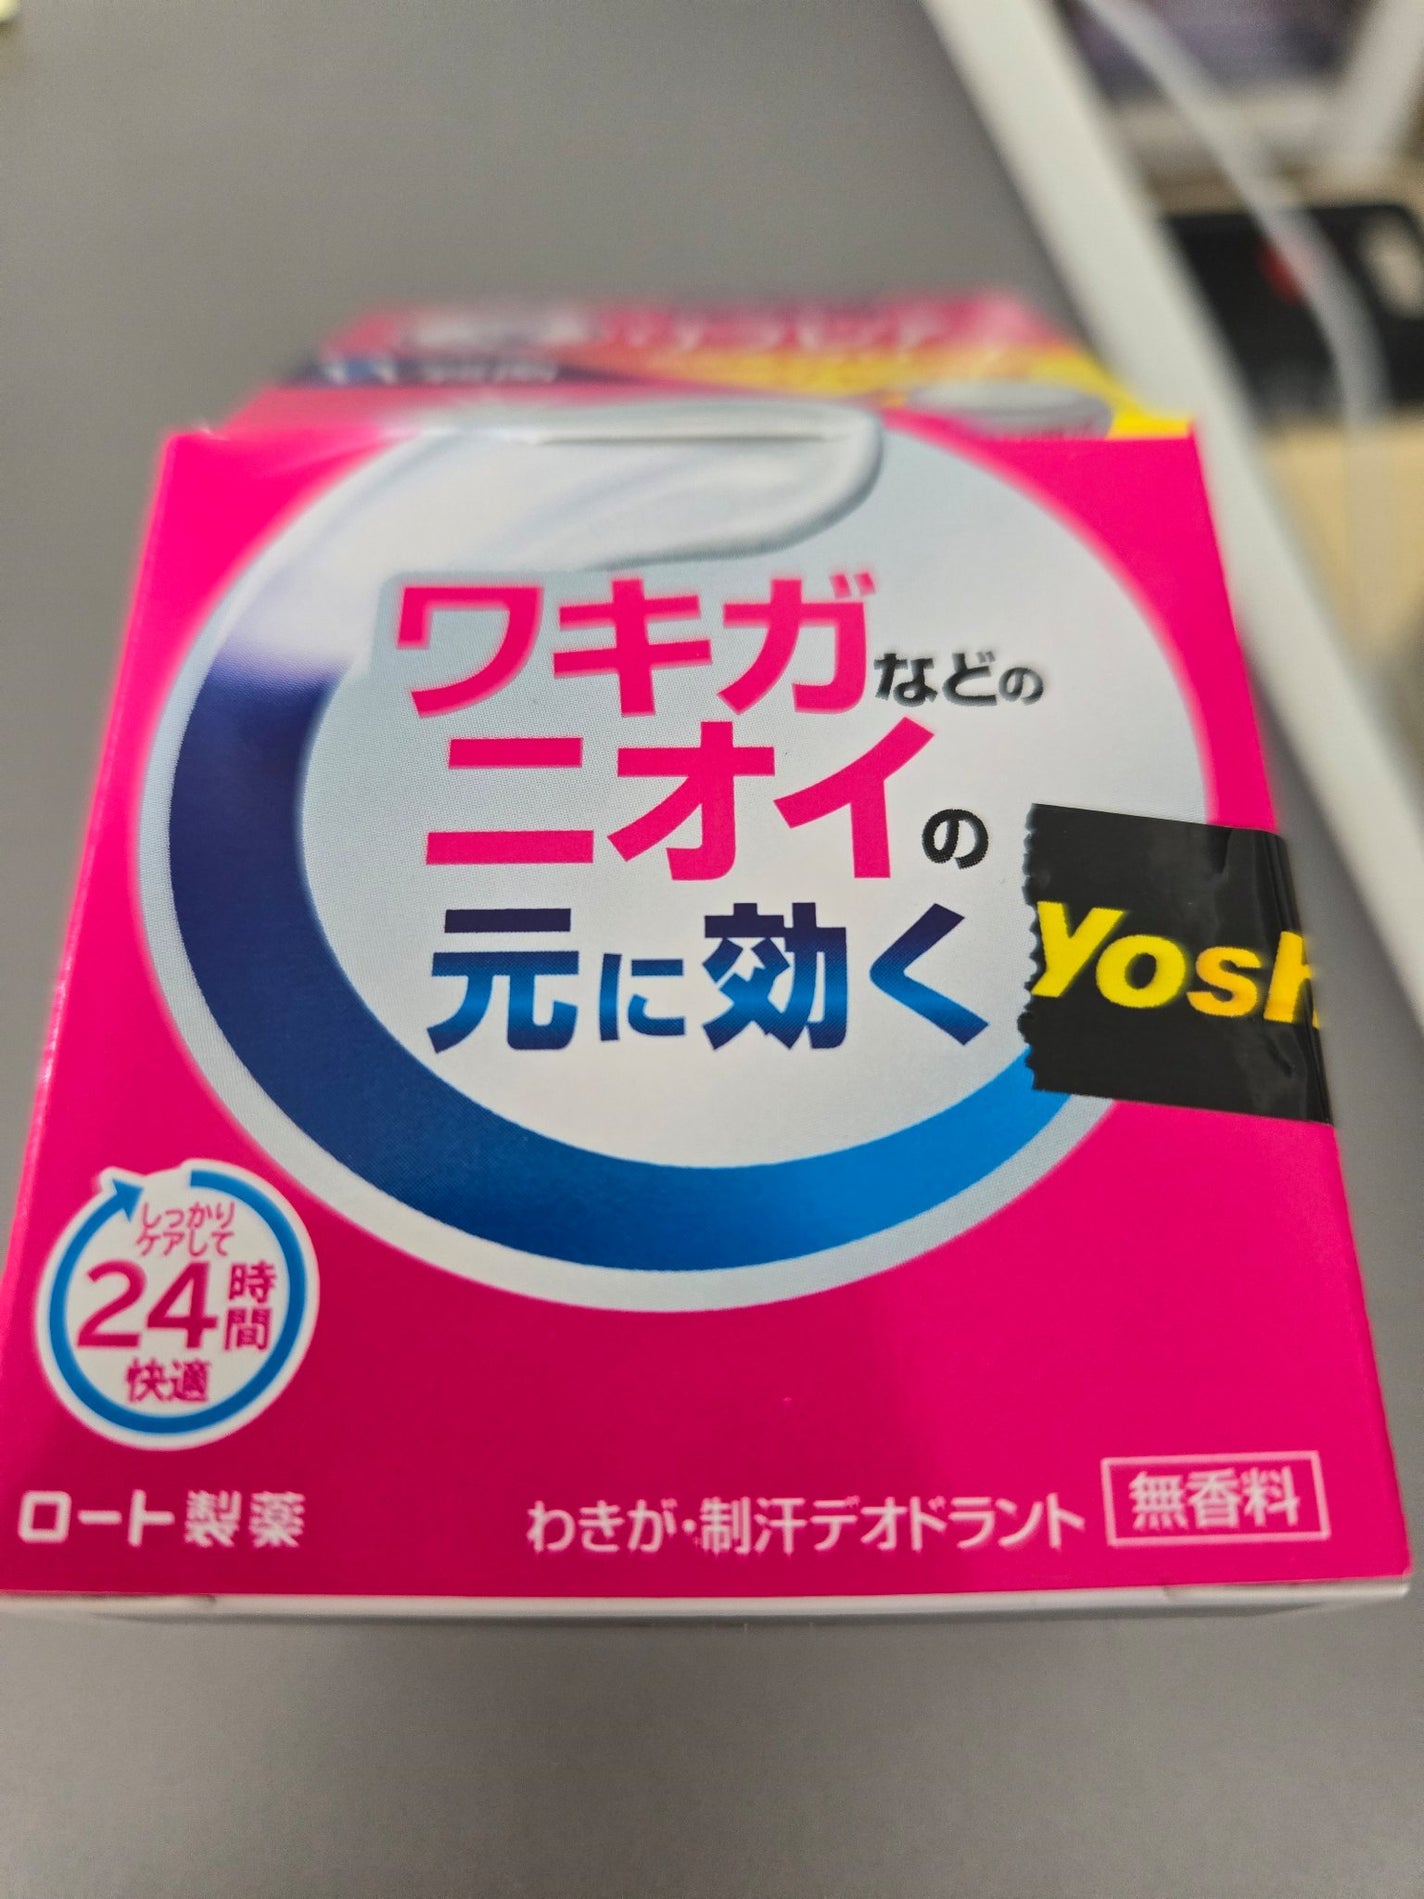 ワキガなどの
ニオイの
元に効く
Yosh
しっかり
ケアして
24時間
快適
ロート製薬
わきが・制汗デオドラント
無香料